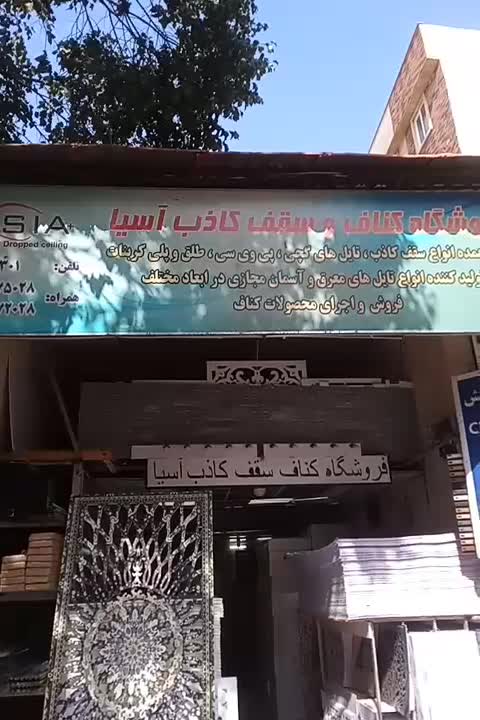 فروشگاه کناف و سقف کاذب آسیا
SIA
Dropped ceiling
انواع سقف کاذب ، تایل های گچی ، پی وی سی ، طلق و پلی کربنات
تولید کننده انواع تایل های معرق و آسمان مجازی در ابعاد مختلف
فروش و اجرای محصولات کناف
تلفن:
همراه:
فروشگاه کناف سقف کاذب آسیا